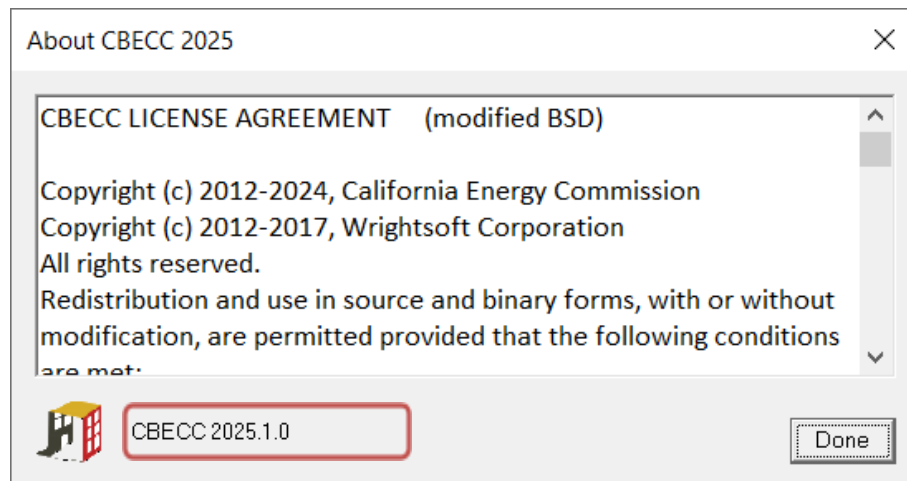 About CBECC 2025
CBECC LICENSE AGREEMENT (modified BSD)
Copyright (c) 2012-2024, California Energy Commission
Copyright (c) 2012-2017, Wrightsoft Corporation
All rights reserved.
Redistribution and use in source and binary forms, with or without
modification, are permitted provided that the following conditions
are met:
CBECC 2025.1.0
Done